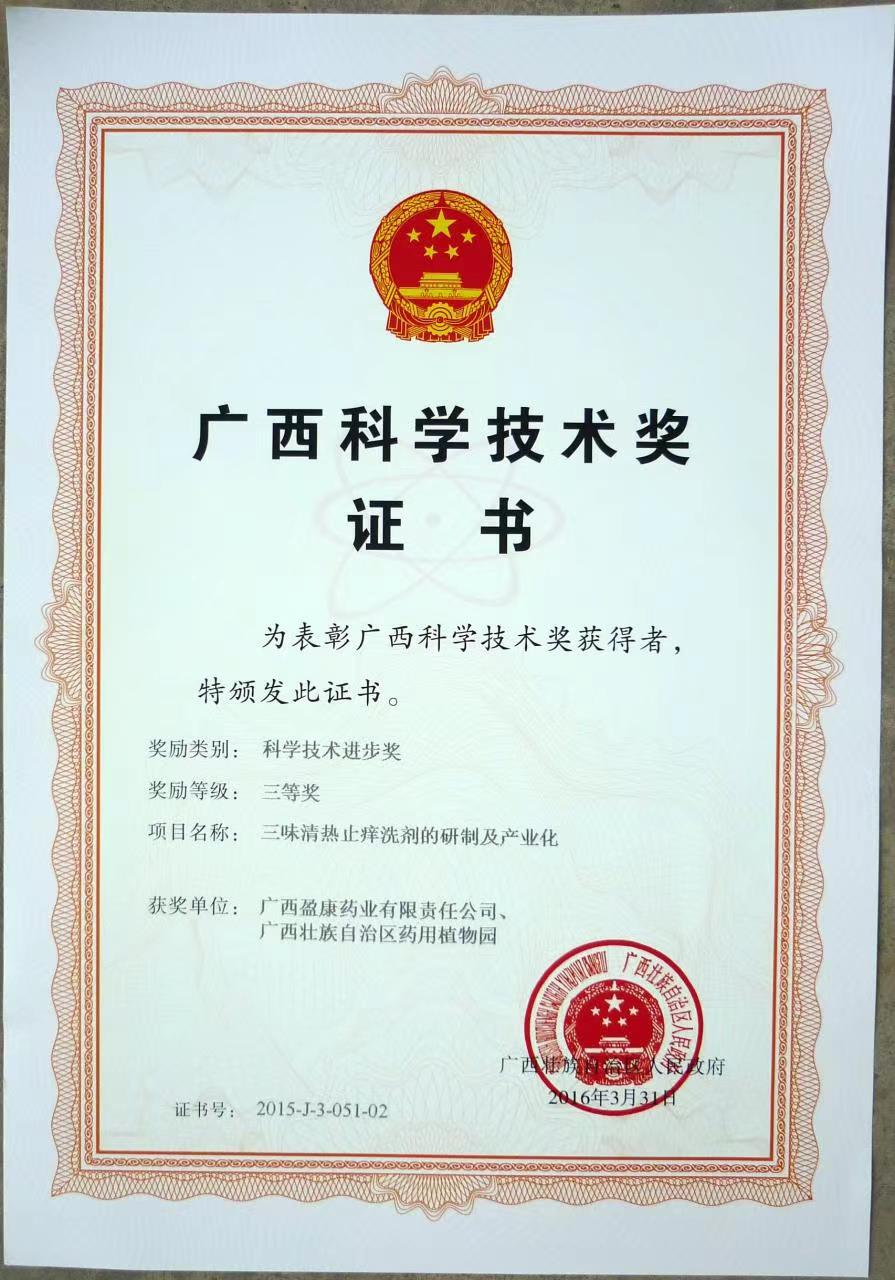 广西科学技术奖
证 书
为表彰广西科学技术奖获得者，
特颁发此证书。
奖励类别： 科学技术进步奖
奖励等级： 三等奖
项目名称： 三味清热止痒洗剂的研制及产业化
获奖单位： 广西盈康药业有限责任公司、
广西壮族自治区药用植物园
广西壮族自治区人民政府
广西壮族自治区人民政府
2016年3月31日
证书号： 2015-J-3-051-02